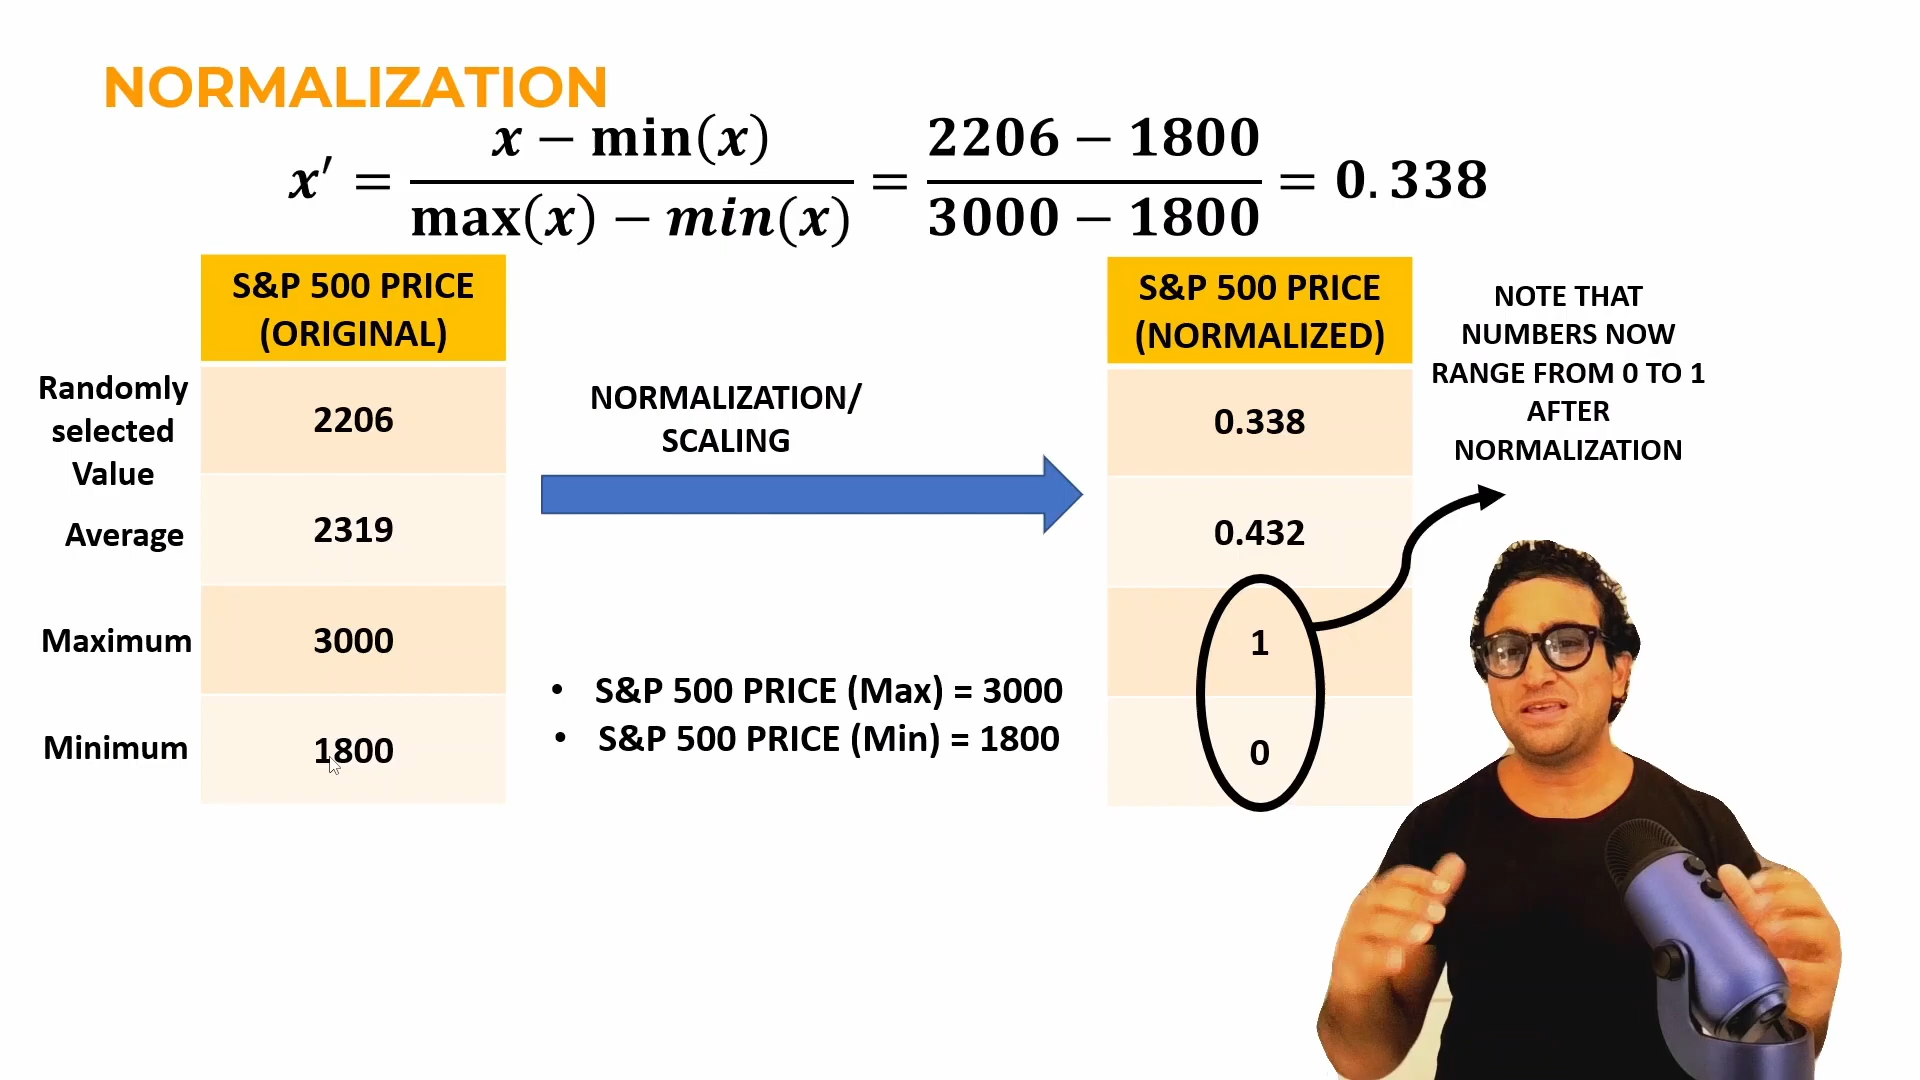 NORMALIZATION
x′ = x − min(x) / max(x) − min(x) = 2206 − 1800 / 3000 − 1800 = 0.338
S&P 500 PRICE
(ORIGINAL)
Randomly
selected
Value
2206
Average
2319
Maximum
3000
Minimum
1800
NORMALIZATION/
SCALING
• S&P 500 PRICE (Max) = 3000
• S&P 500 PRICE (Min) = 1800
S&P 500 PRICE
(NORMALIZED)
0.338
0.432
1
0
NOTE THAT
NUMBERS NOW
RANGE FROM 0 TO 1
AFTER
NORMALIZATION